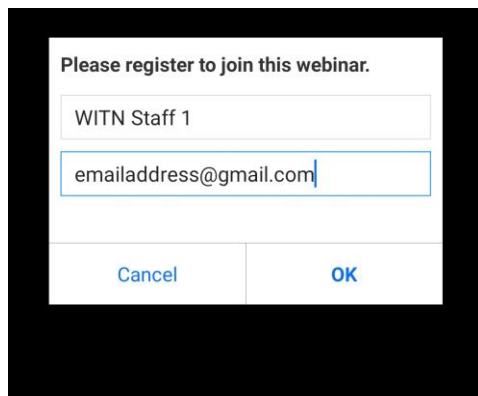 Please register to join this webinar.
WITN Staff 1
emailaddress@gmail.com
Cancel
OK